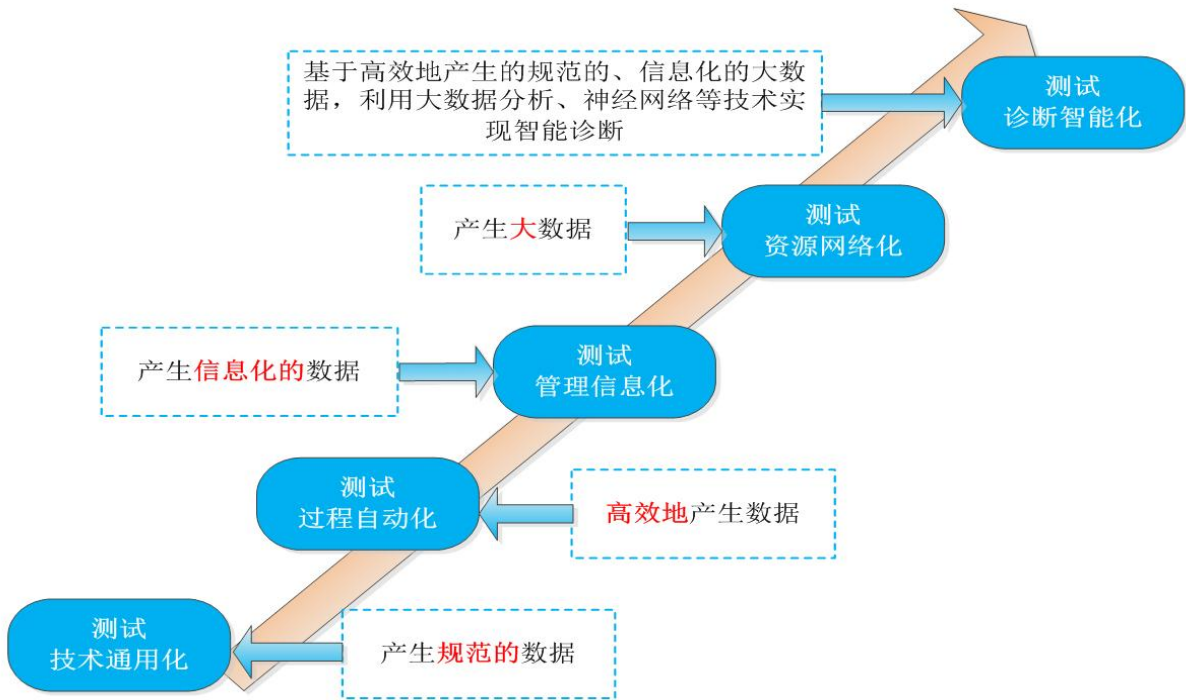 基于高效地产生的规范的、信息化的大数
据，利用大数据分析、神经网络等技术实
现智能诊断
测试
诊断智能化
产生大数据
测试
资源网络化
产生信息化的数据
测试
管理信息化
测试
过程自动化
高效地产生数据
测试
技术通用化
产生规范的数据